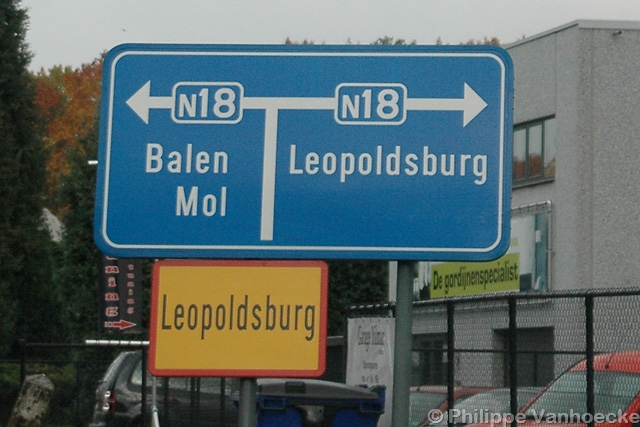 N18 N18
Balen Leopoldsburg
Mol
Leopoldsburg
De gordijnenspecialist
©Philippe Vanhoecke